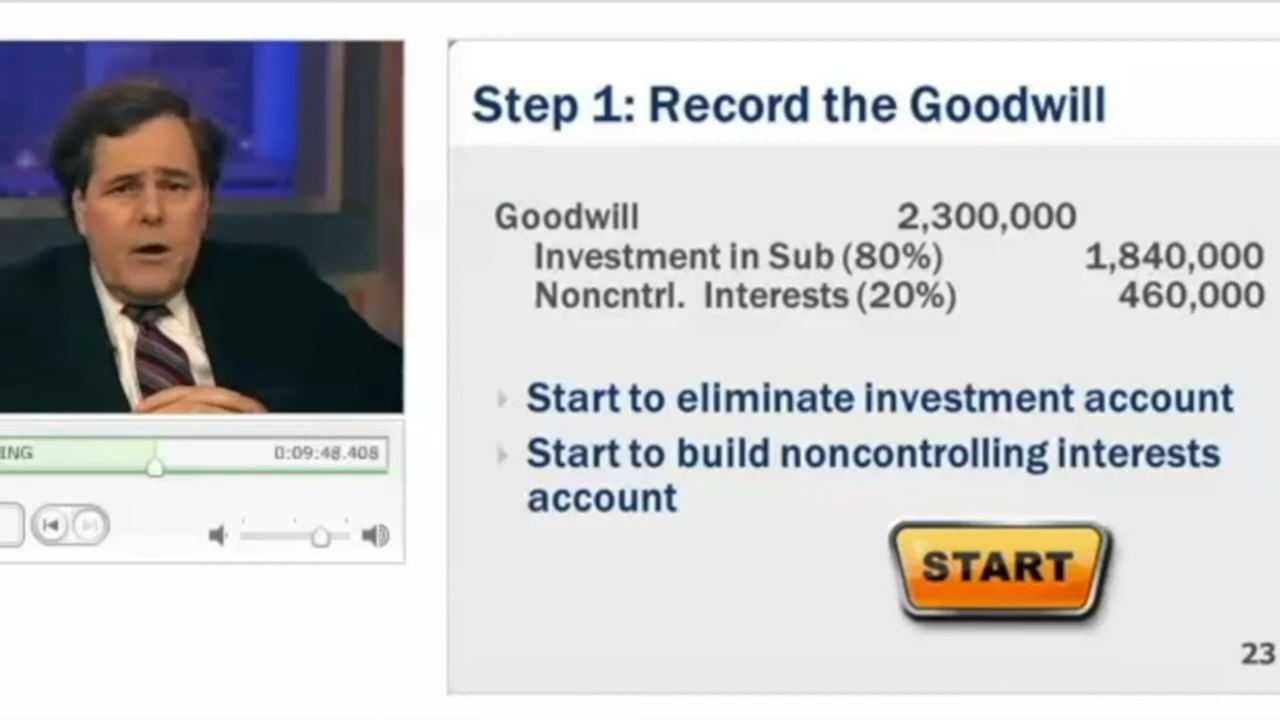 Step 1: Record the Goodwill
Goodwill 2,300,000
Investment in Sub (80%) 1,840,000
Noncntrl. Interests (20%) 460,000
Start to eliminate investment account
Start to build noncontrolling interests
account
START
23
ING 0:09:48.408